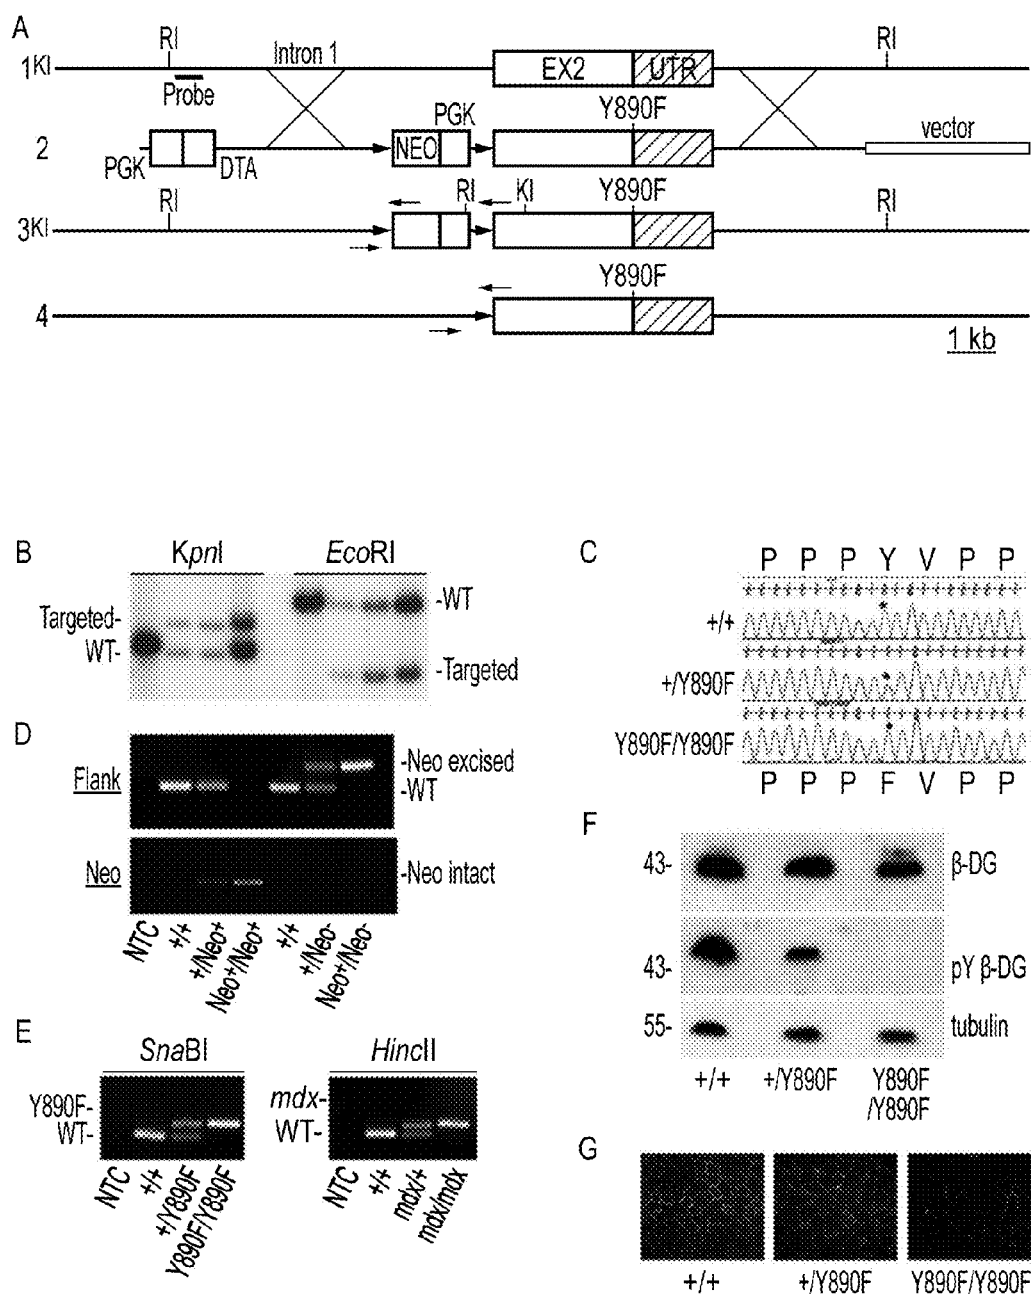 A
RI
Intron 1
RI
1KI
EX2
UTR
Probe
PGK
Y890F
2
NEO
vector
PGK
DTA
RI
RI
KI
Y890F
RI
3KI
Y890F
4
1 kb
B
KpnI
EcoRI
Targeted-
WT-
-WT
-Targeted
C
P P P Y V P P
+/+
+/Y890F
Y890F/Y890F
P P P F V P P
D
Flank
-Neo excised
-WT
Neo
-Neo intact
NTC
+/+
+/Neo+
Neo+/Neo+
+/+
+/Neo-
Neo+/Neo-
E
SnaBI
HincII
Y890F-
WT-
mdx-
WT-
NTC
+/+
+/Y890F
Y890F/Y890F
NTC
+/+
mdx/+
mdx/mdx
F
43-
β-DG
43-
pY β-DG
55-
tubulin
+/+
+/Y890F
Y890F
/Y890F
G
+/+
+/Y890F
Y890F/Y890F